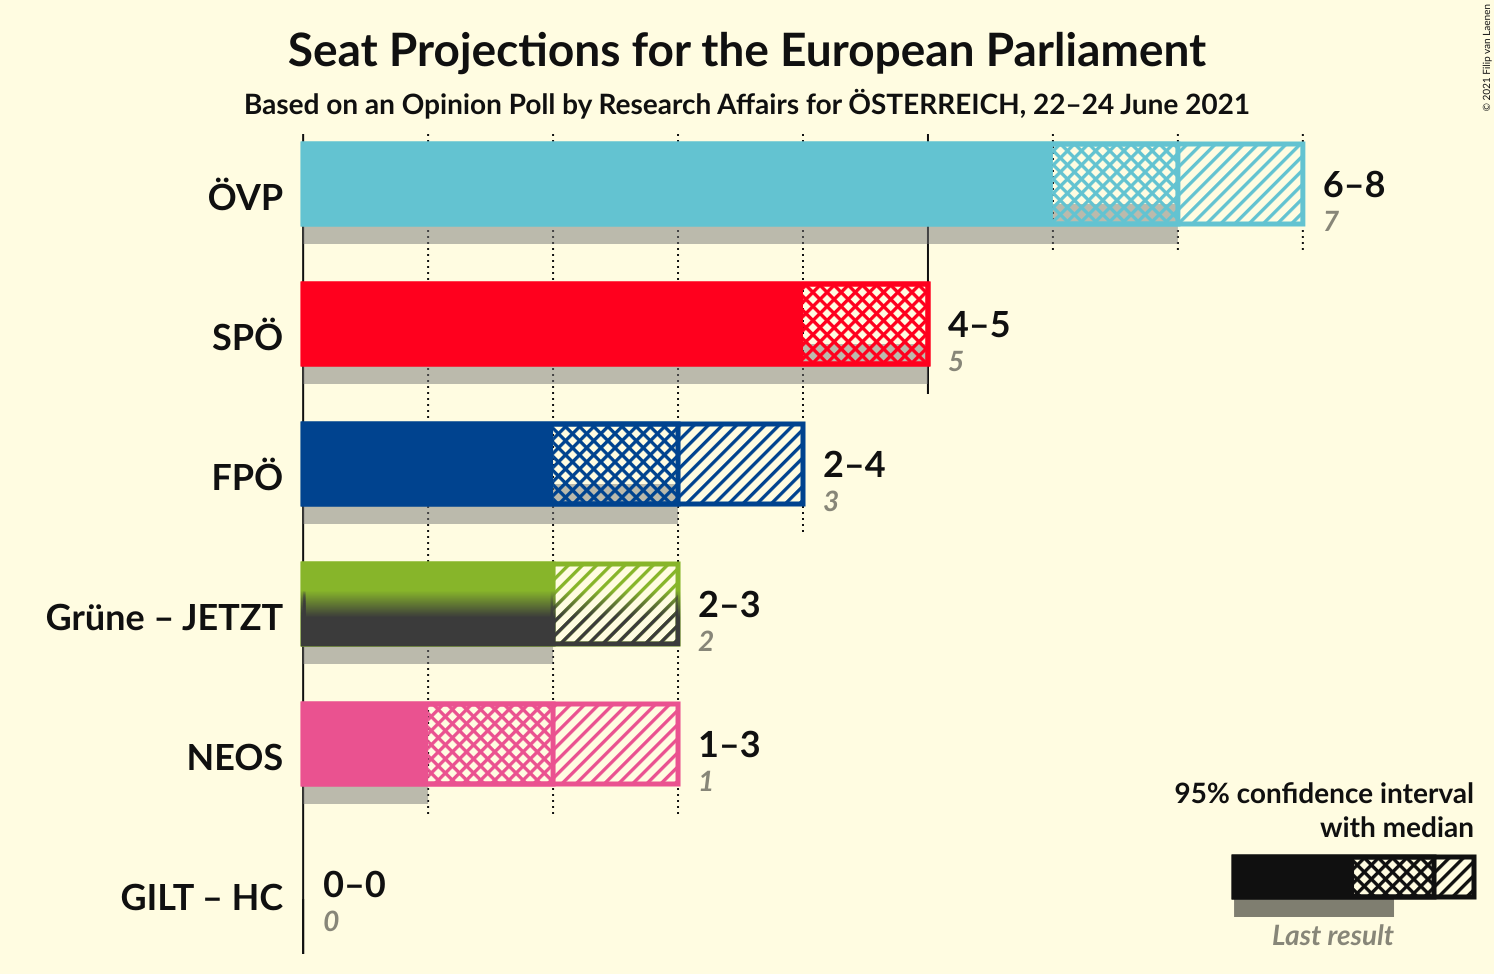 Seat Projections for the European Parliament
Based on an Opinion Poll by Research Affairs for ÖSTERREICH, 22–24 June 2021
© 2021 Filip van Laenen
ÖVP
6–8
7
SPÖ
4–5
5
FPÖ
2–4
3
Grüne – JETZT
2–3
2
NEOS
1–3
1
GILT – HC
0–0
0
95% confidence interval
with median
Last result